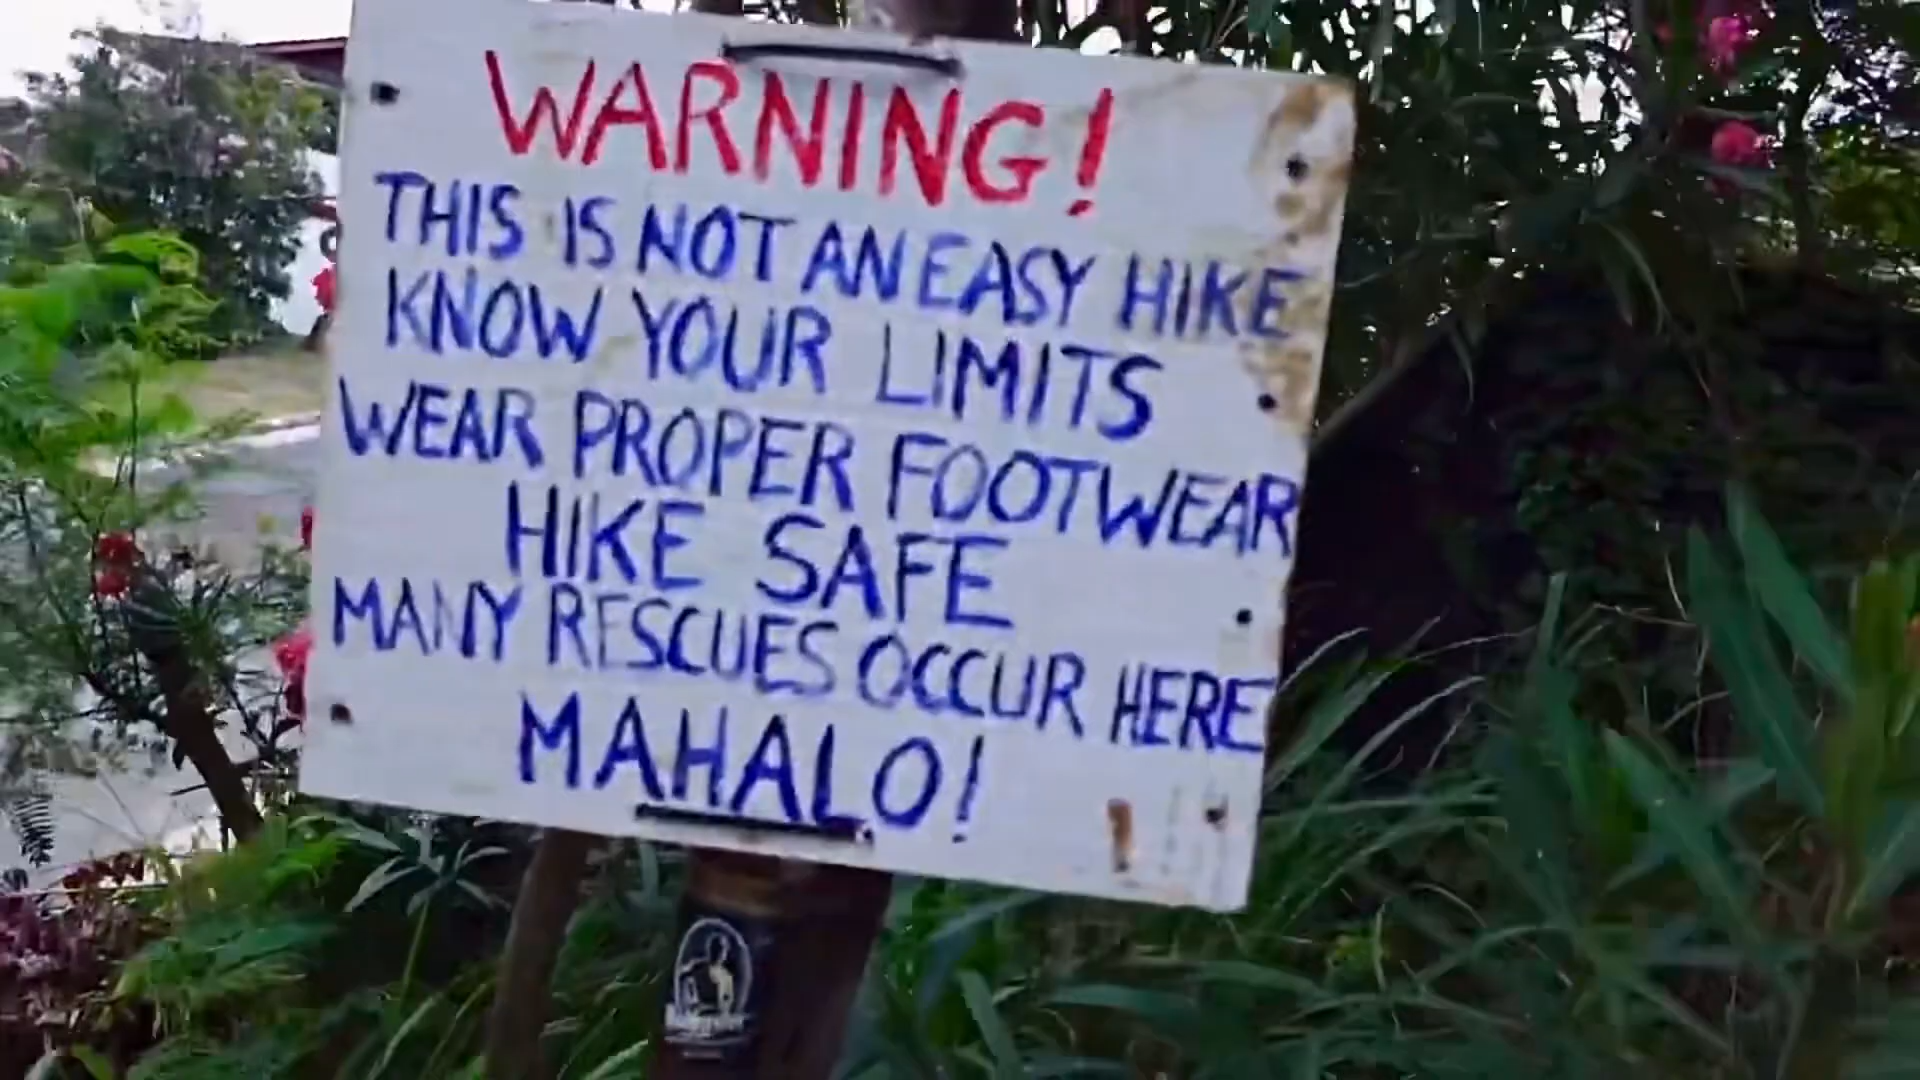 WARNING!
THIS IS NOT AN EASY HIKE
KNOW YOUR LIMITS
WEAR PROPER FOOTWEAR
HIKE SAFE
MANY RESCUES OCCUR HERE
MAHALO!